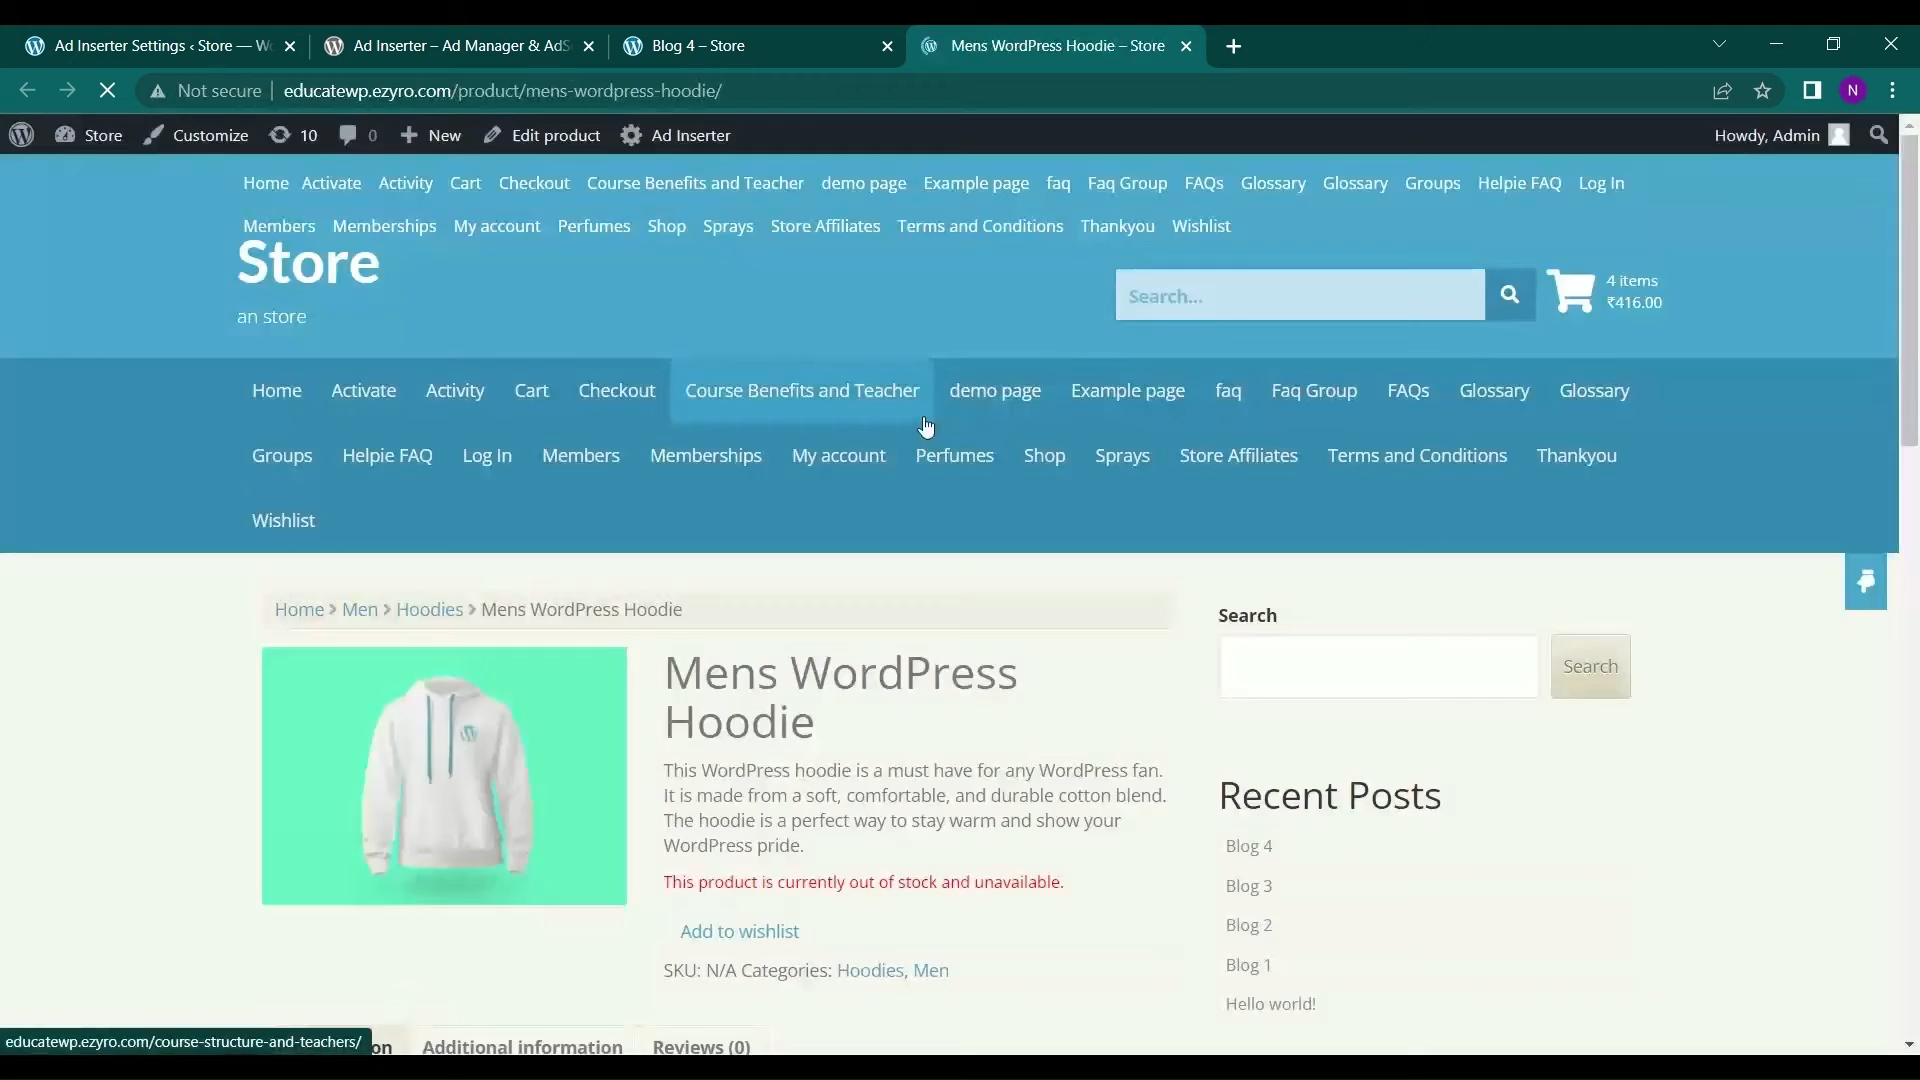 Ad Inserter Settings ‹ Store — W
Ad Inserter – Ad Manager & AdS
Blog 4 – Store
Mens WordPress Hoodie – Store
Not secure
educatewp.ezyro.com/product/mens-wordpress-hoodie/
N
Store
Customize
10
0
New
Edit product
Ad Inserter
Howdy, Admin
Home Activate Activity Cart Checkout Course Benefits and Teacher demo page Example page faq Faq Group FAQs Glossary Glossary Groups Helpie FAQ Log In
Members Memberships My account Perfumes Shop Sprays Store Affiliates Terms and Conditions Thankyou Wishlist
Store
an store
Search...
4 items
₹416.00
Home Activate Activity Cart Checkout Course Benefits and Teacher demo page Example page faq Faq Group FAQs Glossary Glossary
Groups Helpie FAQ Log In Members Memberships My account Perfumes Shop Sprays Store Affiliates Terms and Conditions Thankyou
Wishlist
Home > Men > Hoodies > Mens WordPress Hoodie
Mens WordPress
Hoodie
This WordPress hoodie is a must have for any WordPress fan.
It is made from a soft, comfortable, and durable cotton blend.
The hoodie is a perfect way to stay warm and show your
WordPress pride.
This product is currently out of stock and unavailable.
Add to wishlist
SKU: N/A Categories: Hoodies, Men
Search
Search
Recent Posts
Blog 4
Blog 3
Blog 2
Blog 1
Hello world!
on
Additional information
Reviews (0)
educatewp.ezyro.com/course-structure-and-teachers/